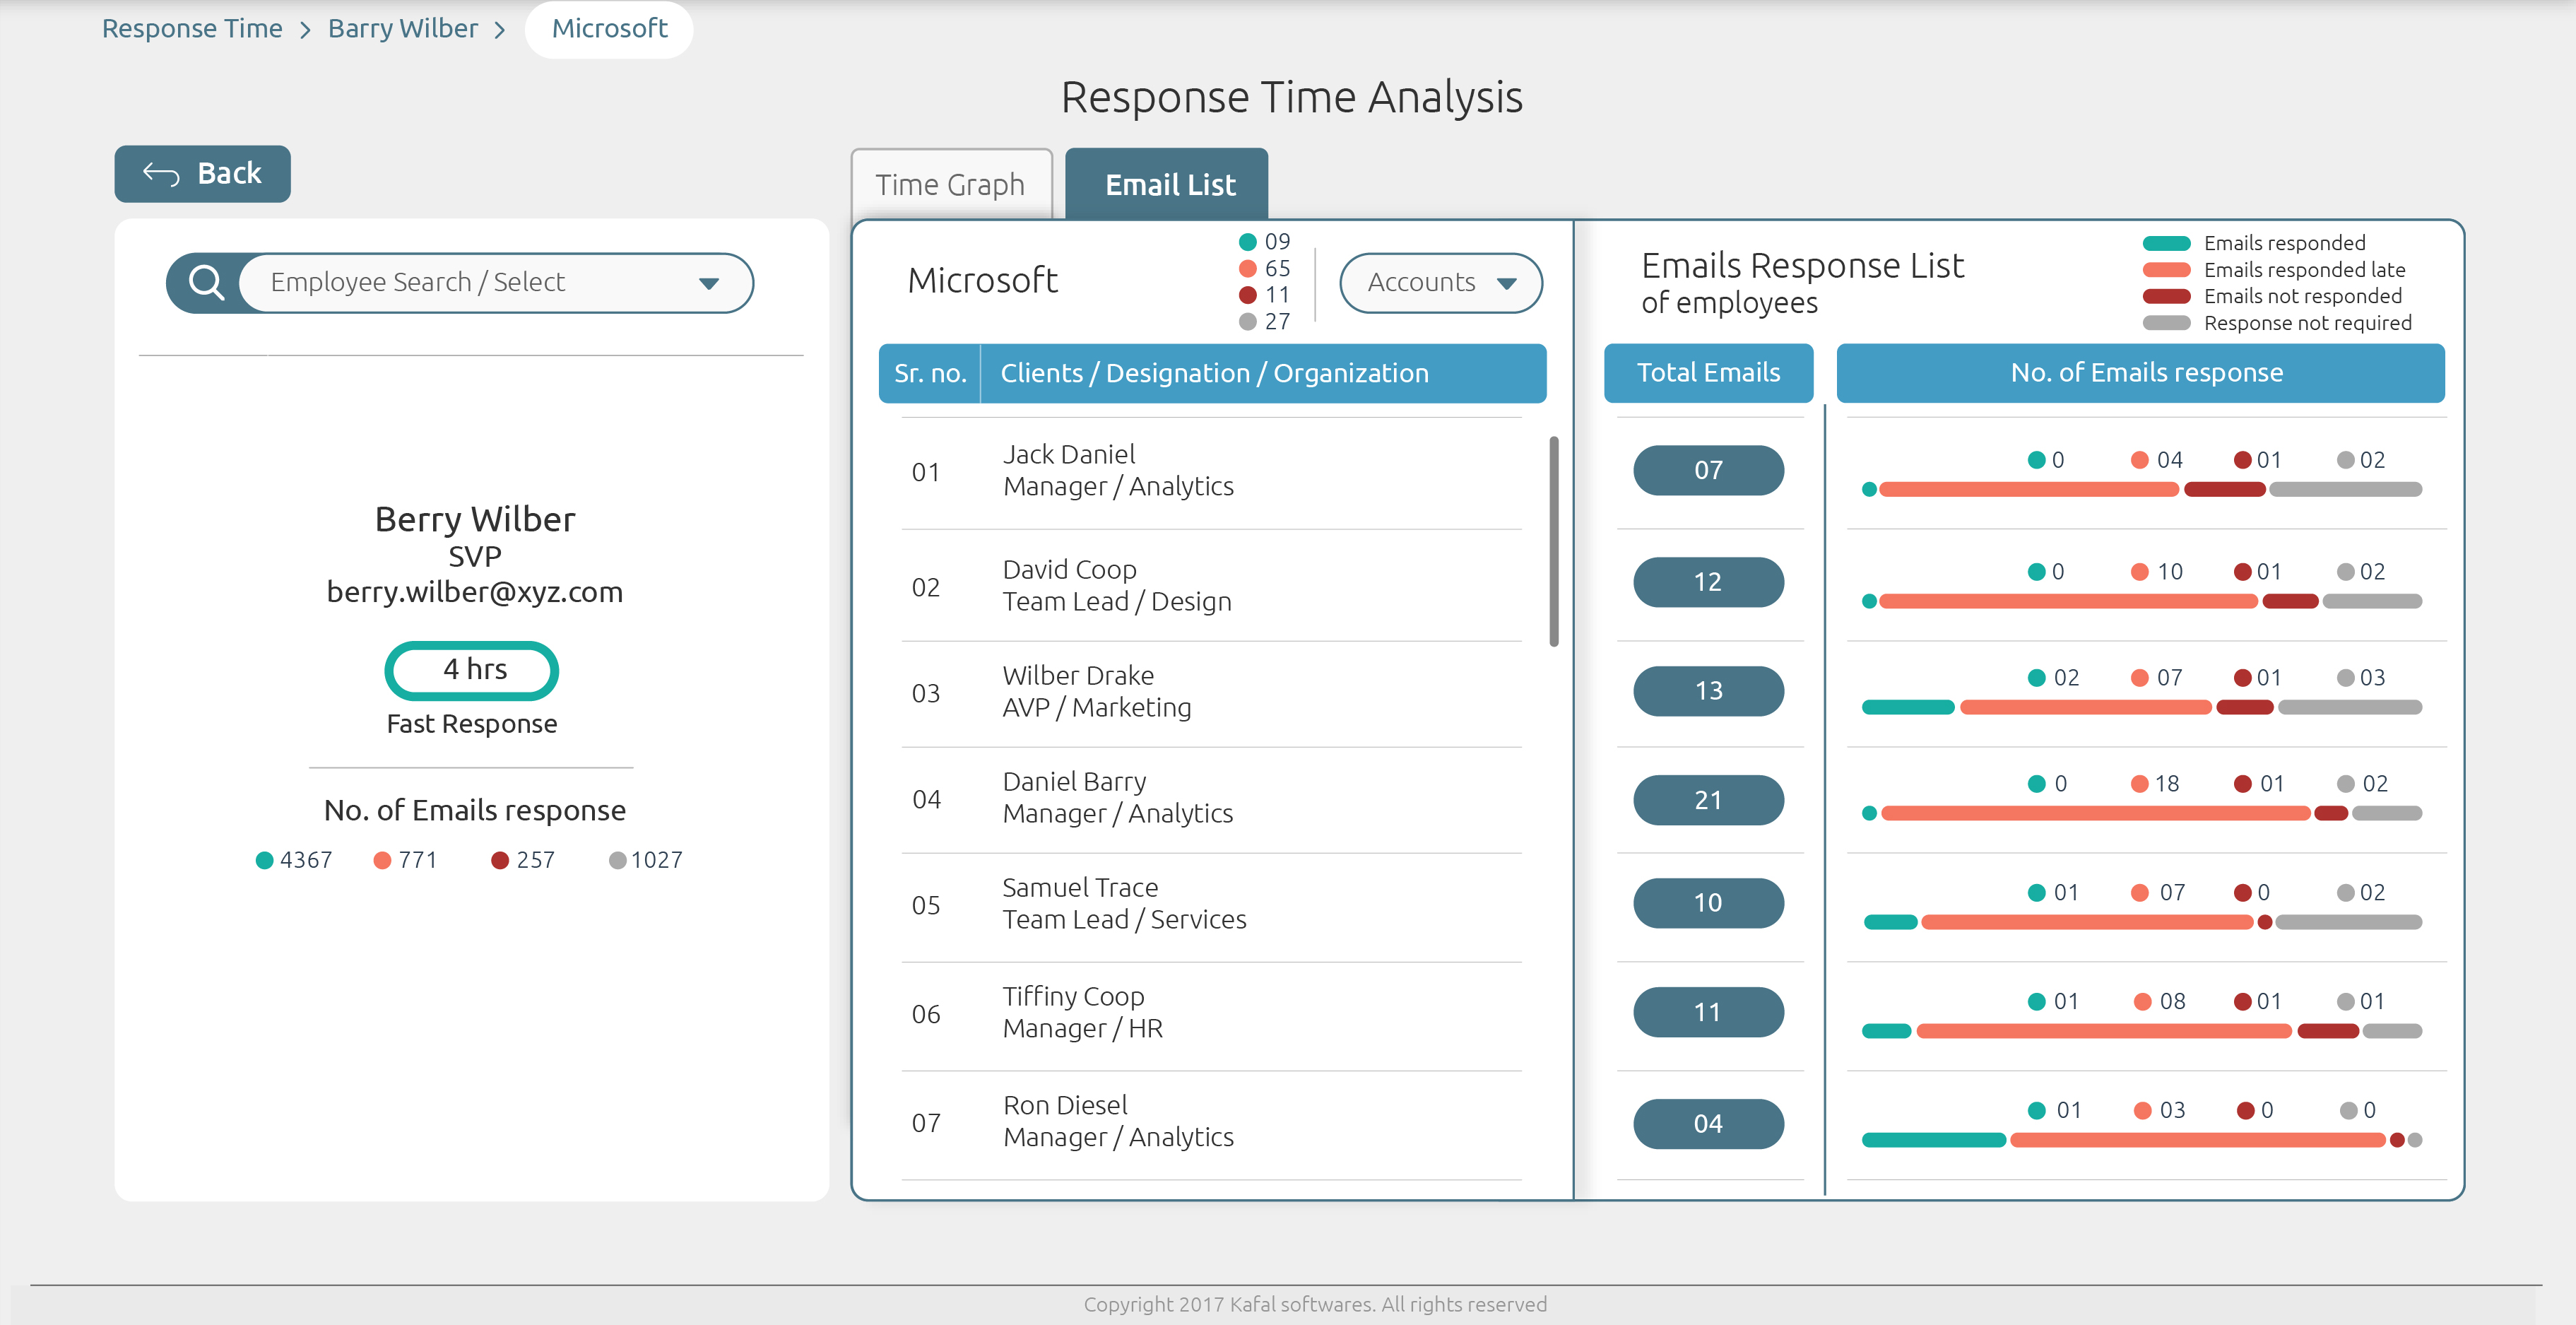 Response Time > Barry Wilber > Microsoft
Response Time Analysis
Back
Time Graph
Email List
Employee Search / Select
Berry Wilber
SVP
berry.wilber@xyz.com
4 hrs
Fast Response
No. of Emails response
4367 771 257 1027
Microsoft
09
65
11
27
Accounts
Emails Response List
of employees
Emails responded
Emails responded late
Emails not responded
Response not required
Sr. no. Clients / Designation / Organization Total Emails No. of Emails response
01 Jack Daniel
Manager / Analytics
07
0 04 01 02
02 David Coop
Team Lead / Design
12
0 10 01 02
03 Wilber Drake
AVP / Marketing
13
02 07 01 03
04 Daniel Barry
Manager / Analytics
21
0 18 01 02
05 Samuel Trace
Team Lead / Services
10
01 07 0 02
06 Tiffiny Coop
Manager / HR
11
01 08 01 01
07 Ron Diesel
Manager / Analytics
04
01 03 0 0
Copyright 2017 Kafal softwares. All rights reserved